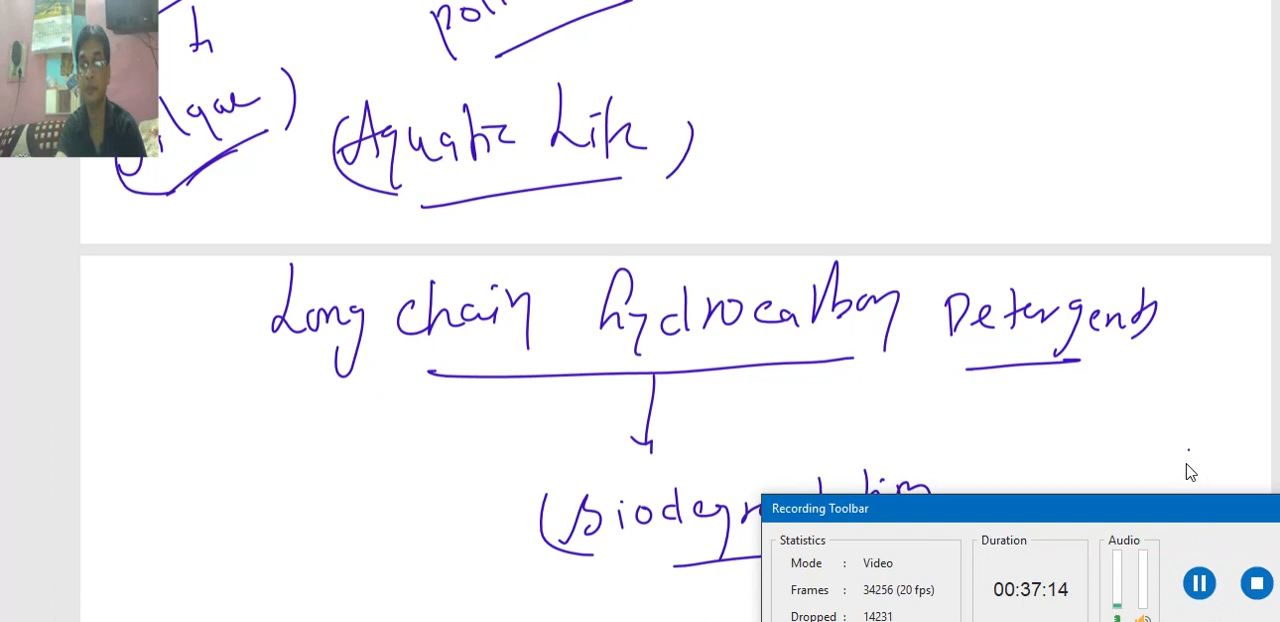 (Aquatic Life)
Long chain hydrocarbon Detergents
Recording Toolbar
Statistics
Duration
Audio
Mode : Video
Frames : 34256 (20 fps)
00:37:14
Dropped : 14231